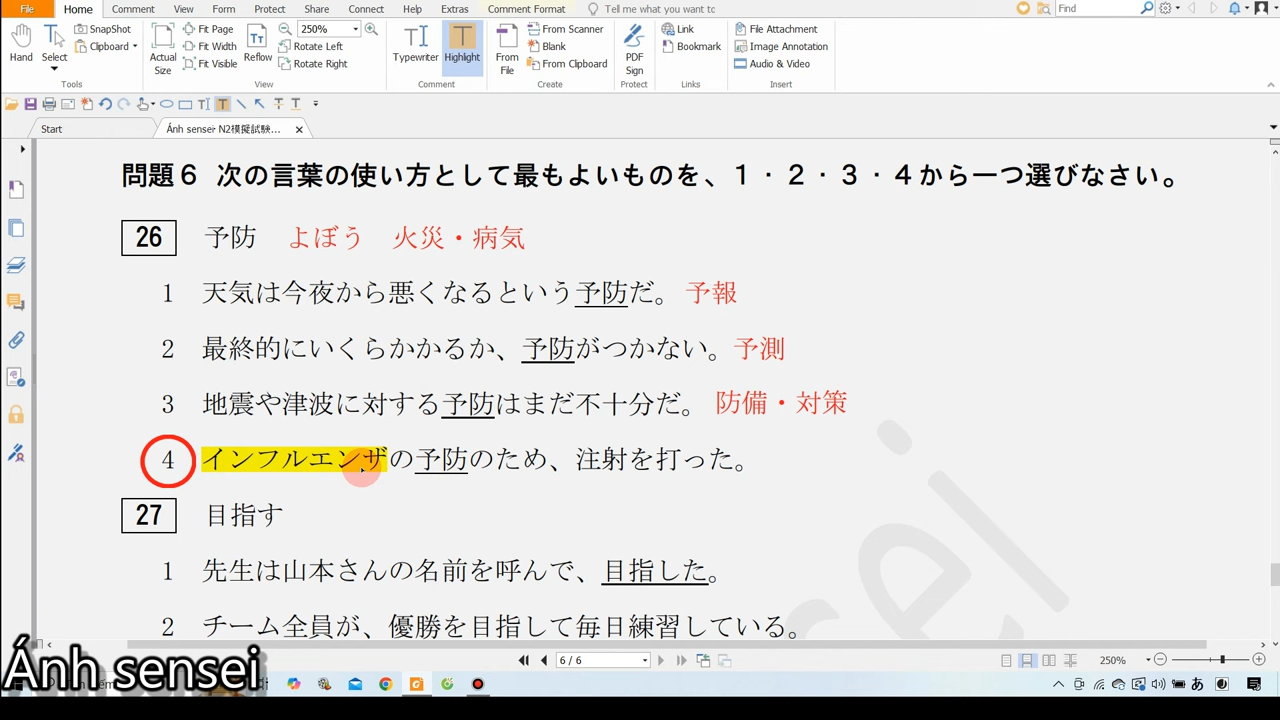 File Home Comment View Form Protect Share Connect Help Extras Comment Format Tell me what you want tc Find
Hand Select SnapShot Clipboard Actual Size Fit Page Fit Width Fit Visible Reflow 250% Rotate Left Rotate Right Typewriter Highlight From File From Scanner Blank From Clipboard PDF Sign Link Bookmark File Attachment Image Annotation Audio & Video
Tools View Comment Create Protect Links Insert
Start Ánh sensei N2模擬試験...
問題6 次の言葉の使い方として最もよいものを、1・2・3・4から一つ選びなさい。
26 予防 よぼう 火災・病気
1 天気は今夜から悪くなるという予防だ。 予報
2 最終的にいくらかかるか、予防がつかない。 予測
3 地震や津波に対する予防はまだ不十分だ。 防備・対策
4 インフルエンザの予防のため、注射を打った。
27 目指す
1 先生は山本さんの名前を呼んで、目指した。
2 チーム全員が、優勝を目指して毎日練習している。
sei
6 / 6 250%
Ánh sensei
あ